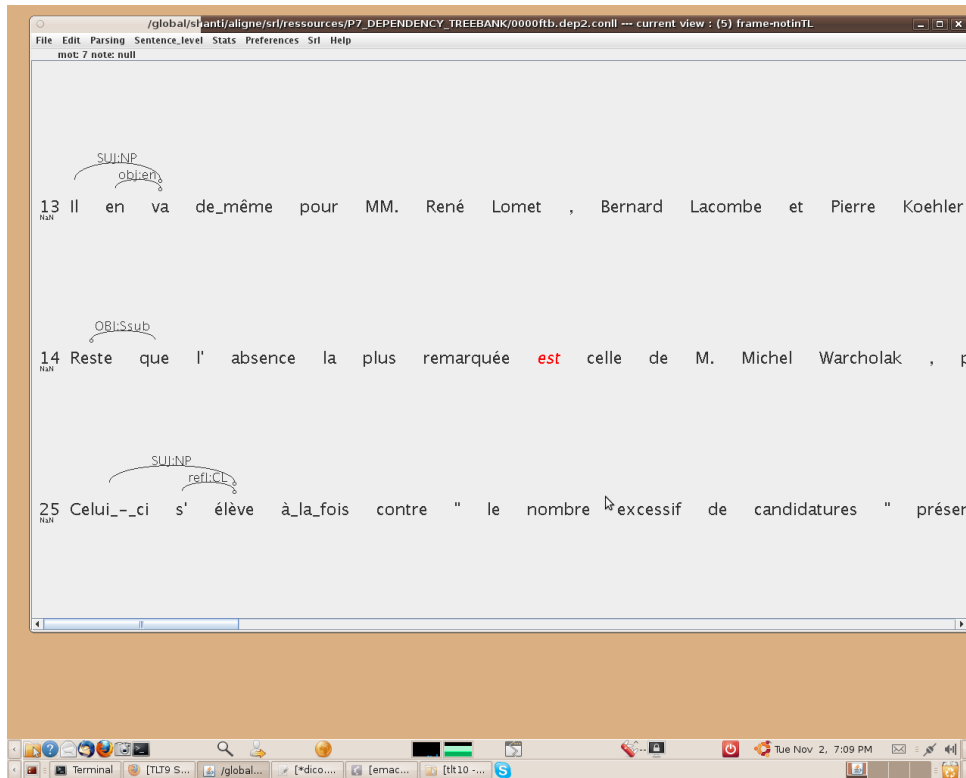 /global/shanti/aligne/srl/ressources/P7_DEPENDENCY_TREEBANK/0000ftb.dep2.conll --- current view : (5) frame-notinTL
File Edit Parsing Sentence_level Stats Preferences Srl Help
mot: 7 note: null
SUJ:NP
obj:en
13 Il en va de_même pour MM. René Lomet , Bernard Lacombe et Pierre Koehler
NaN
OBJ:Ssub
14 Reste que l' absence la plus remarquée est celle de M. Michel Warcholak , p
NaN
SUJ:NP
refl:CL
25 Celui_-_ci s' élève à_la_fois contre " le nombre excessif de candidatures " présen
NaN
Tue Nov 2, 7:09 PM
Terminal [TLT9 S... /global... [*dico.... [emac... [tlt10 -...